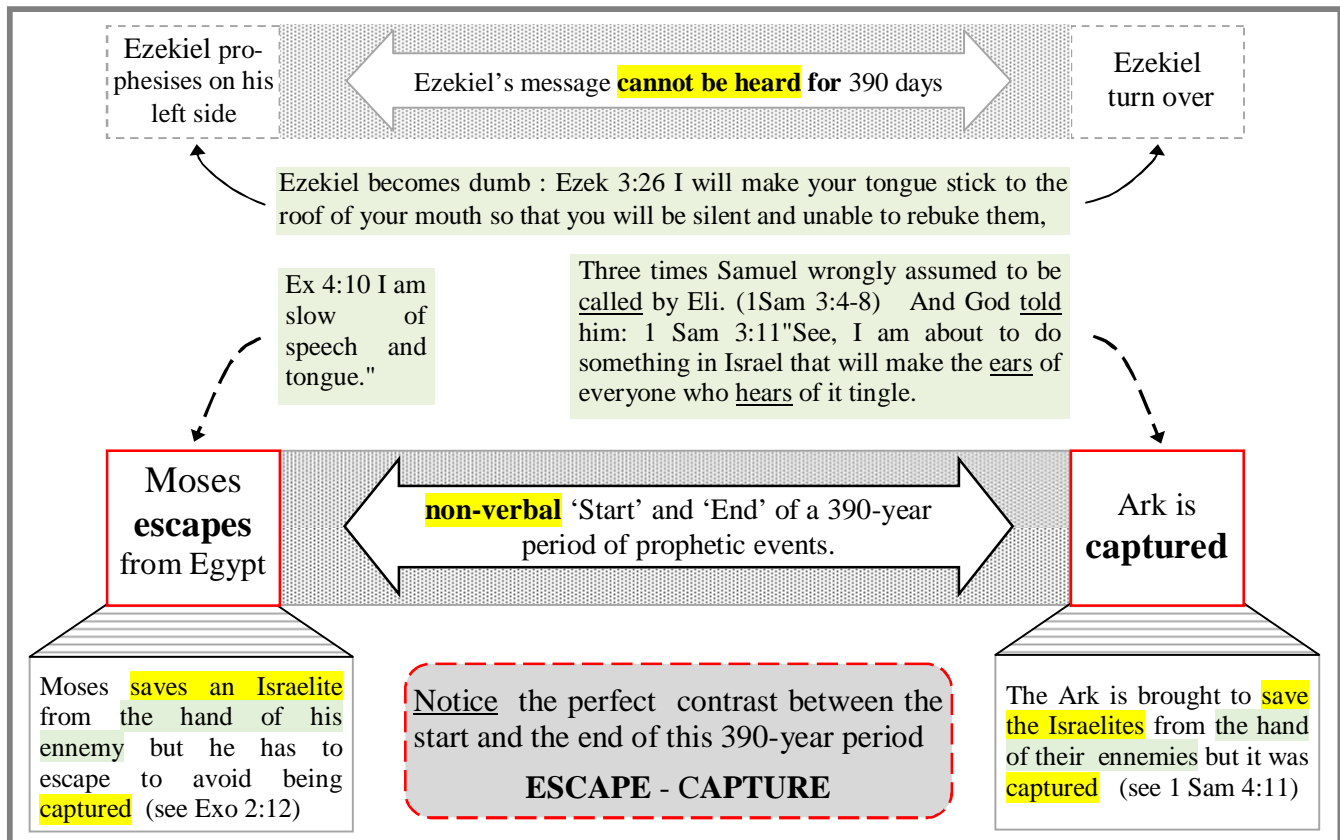 Ezekiel pro-
phesises on his
left side
Ezekiel’s message cannot be heard for 390 days
Ezekiel
turn over
Ezekiel becomes dumb : Ezek 3:26 I will make your tongue stick to the
roof of your mouth so that you will be silent and unable to rebuke them,
Ex 4:10 I am
slow of
speech and
tongue."
Three times Samuel wrongly assumed to be
called by Eli. (1Sam 3:4-8) And God told
him: 1 Sam 3:11"See, I am about to do
something in Israel that will make the ears of
everyone who hears of it tingle.
Moses
escapes
from Egypt
non-verbal ‘Start’ and ‘End’ of a 390-year
period of prophetic events.
Ark is
captured
Moses saves an Israelite
from the hand of his
ennemy but he has to
escape to avoid being
captured (see Exo 2:12)
Notice the perfect contrast between the
start and the end of this 390-year period
ESCAPE - CAPTURE
The Ark is brought to save
the Israelites from the hand
of their ennemies but it was
captured (see 1 Sam 4:11)